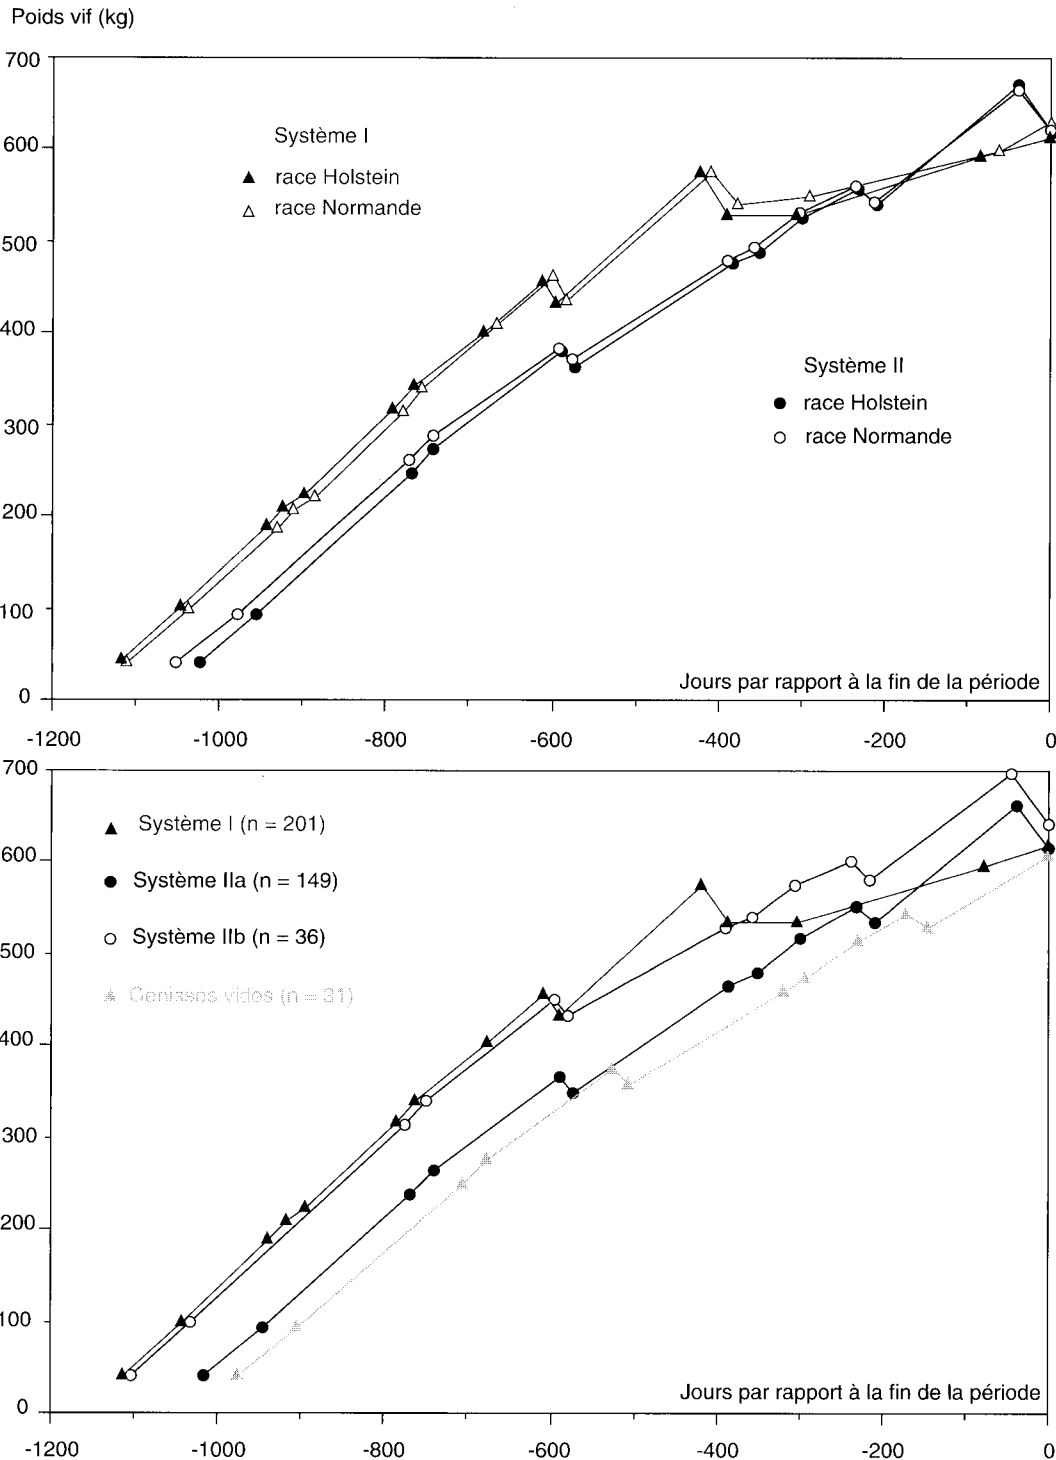 Poids vif (kg)
700
600
500
400
300
200
100
0
Système I
race Holstein
race Normande
Système II
race Holstein
race Normande
Jours par rapport à la fin de la période
-1200 -1000 -800 -600 -400 -200 0
700
600
500
400
300
200
100
0
Système I (n = 201)
Système IIa (n = 149)
Système IIb (n = 36)
Génisses vides (n = 31)
Jours par rapport à la fin de la période
-1200 -1000 -800 -600 -400 -200 0